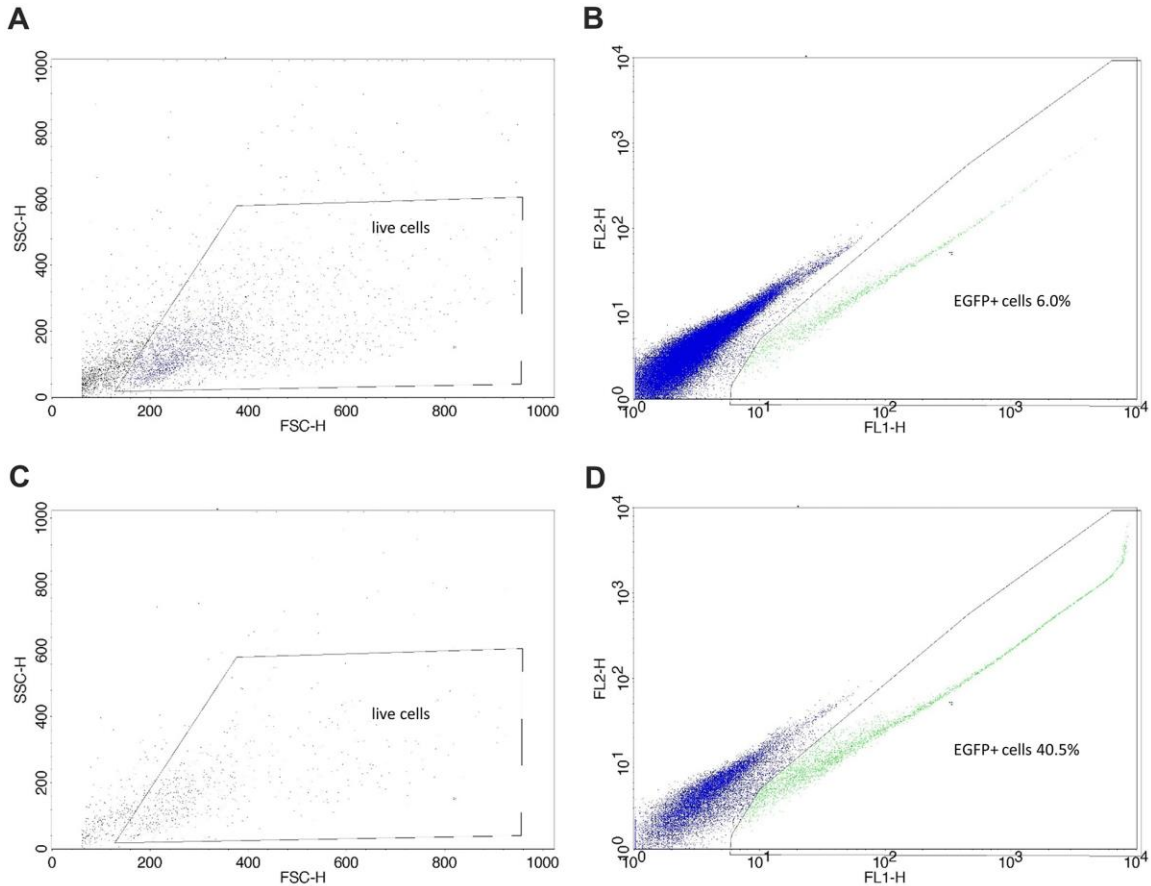 A
1000
800
600
400
200
0
SSC-H
live cells
0 200 400 600 800 1000
FSC-H
B
10^4
10^3
10^2
10^1
10^0
FL2-H
EGFP+ cells 6.0%
10^0 10^1 10^2 10^3 10^4
FL1-H
C
1000
800
600
400
200
0
SSC-H
live cells
0 200 400 600 800 1000
FSC-H
D
10^4
10^3
10^2
10^1
10^0
FL2-H
EGFP+ cells 40.5%
10^0 10^1 10^2 10^3 10^4
FL1-H